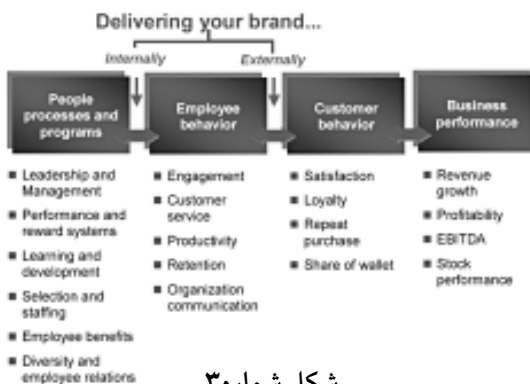 Delivering your brand...
Internally
Externally
People
processes and
programs
Employee
behavior
Customer
behavior
Business
performance
■ Leadership and
Management
■ Performance and
reward systems
■ Learning and
development
■ Selection and
staffing
■ Employee benefits
■ Diversity and
employee relations
■ Engagement
■ Customer
service
■ Productivity
■ Retention
■ Organization
communication
■ Satisfaction
■ Loyalty
■ Repeat
purchase
■ Share of wallet
■ Revenue
growth
■ Profitability
■ EBITDA
■ Stock
performance
شکل شماره۳